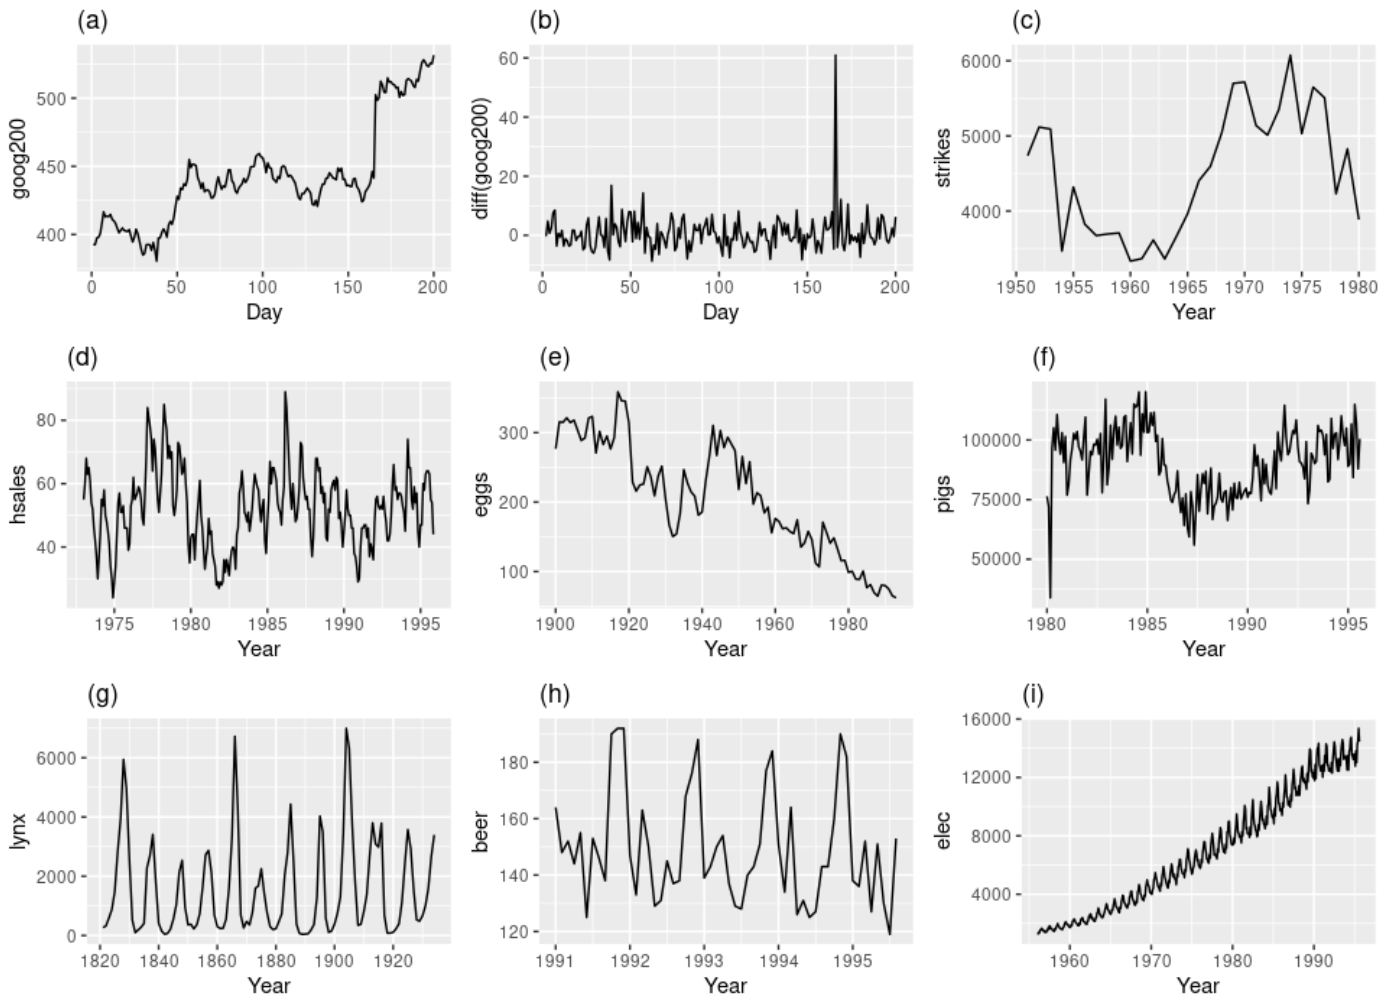 (a)
goog200
500
450
400
0 50 100 150 200
Day
(b)
diff(goog200)
60
40
20
0
0 50 100 150 200
Day
(c)
strikes
6000
5000
4000
1950 1955 1960 1965 1970 1975 1980
Year
(d)
hsales
80
60
40
1975 1980 1985 1990 1995
Year
(e)
eggs
300
200
100
1900 1920 1940 1960 1980
Year
(f)
pigs
100000
75000
50000
1980 1985 1990 1995
Year
(g)
lynx
6000
4000
2000
0
1820 1840 1860 1880 1900 1920
Year
(h)
beer
180
160
140
120
1991 1992 1993 1994 1995
Year
(i)
elec
16000
12000
8000
4000
1960 1970 1980 1990
Year